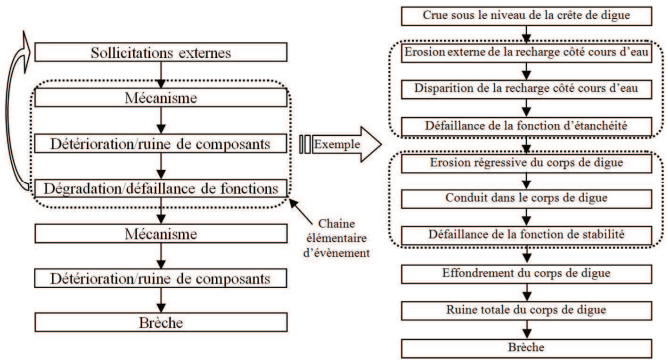 Sollicitations externes
Mécanisme
Détérioration/ruine de composants
Dégradation/défaillance de fonctions
Mécanisme
Détérioration/ruine de composants
Brèche
Chaine
élémentaire
d'évènement
Exemple
Crue sous le niveau de la crête de digue
Erosion externe de la recharge côté cours d'eau
Disparition de la recharge côté cours d'eau
Défaillance de la fonction d'étanchéité
Erosion régressive du corps de digue
Conduit dans le corps de digue
Défaillance de la fonction de stabilité
Effondrement du corps de digue
Ruine totale du corps de digue
Brèche